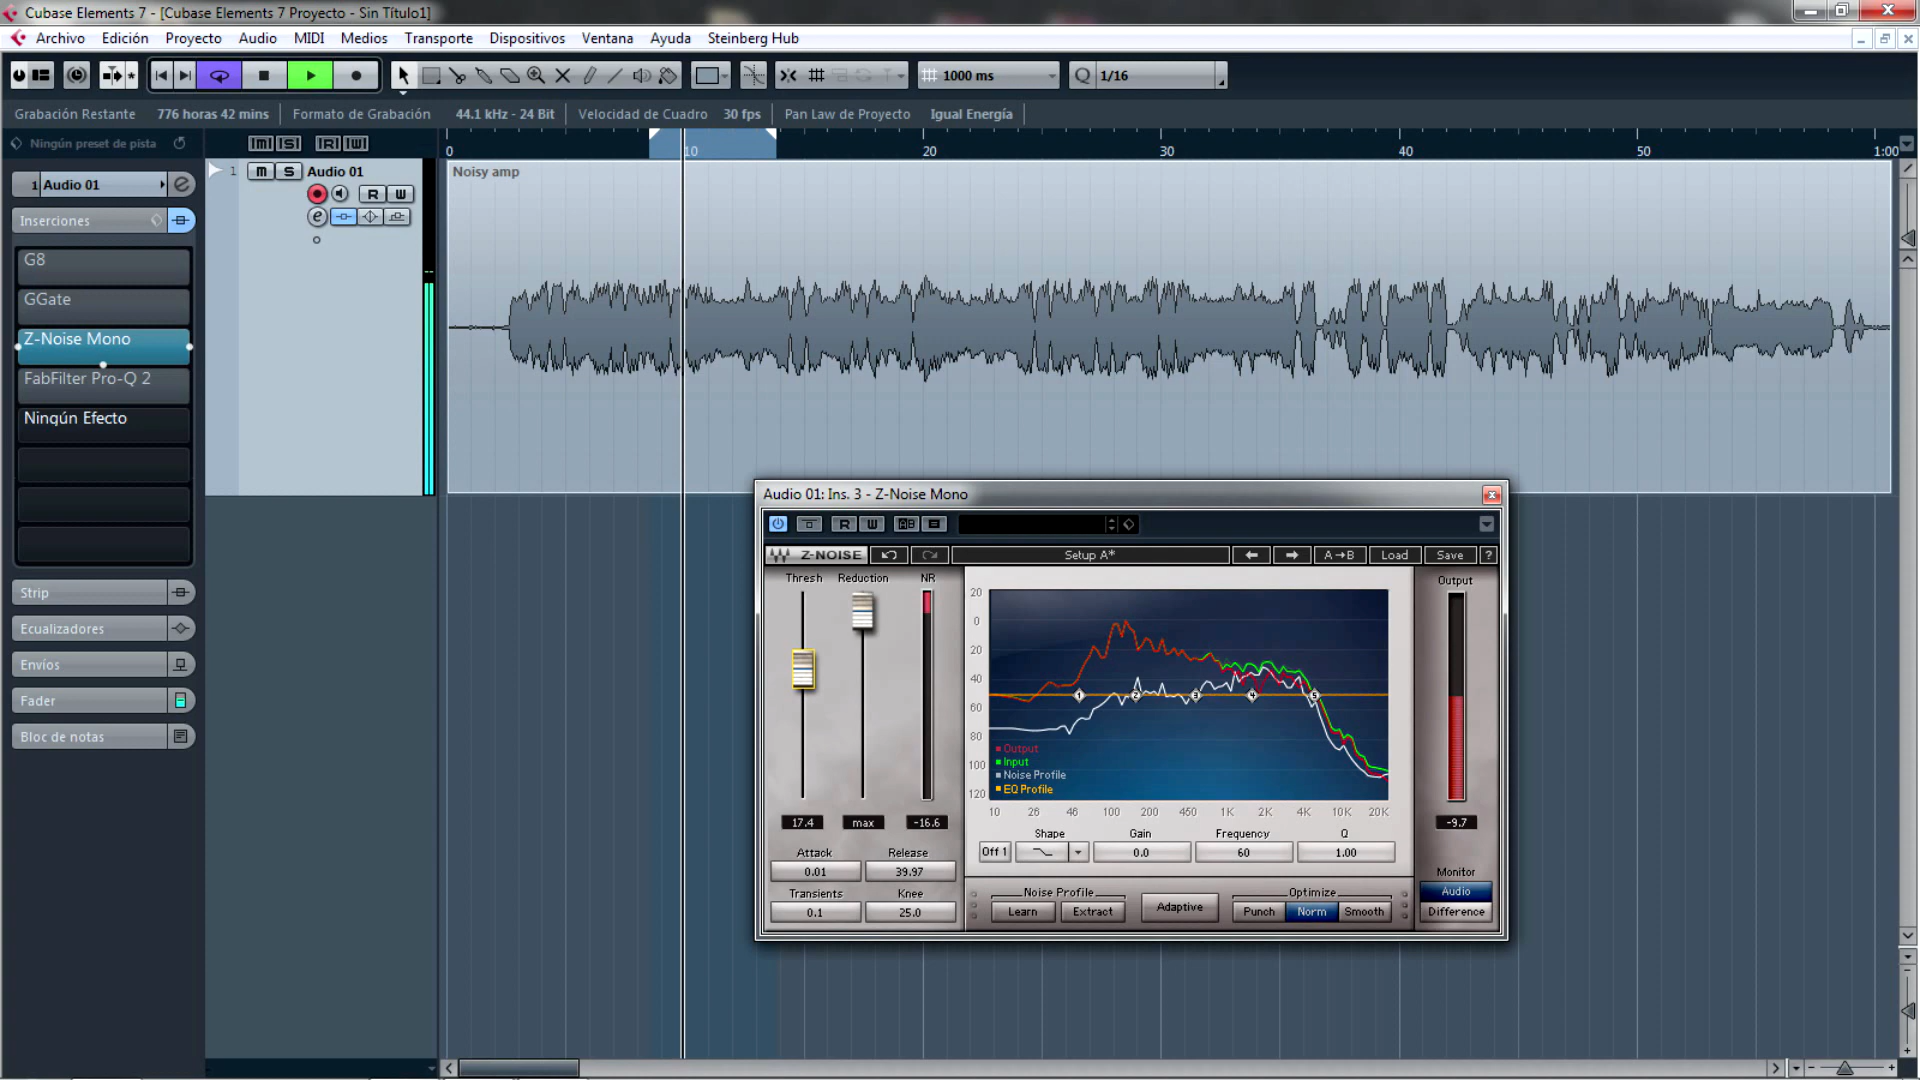 Cubase Elements 7 - [Cubase Elements 7 Proyecto - Sin Título1]
Archivo Edición Proyecto Audio MIDI Medios Transporte Dispositivos Ventana Ayuda Steinberg Hub
1000 ms Q 1/16
Grabación Restante 776 horas 42 mins Formato de Grabación 44.1 kHz - 24 Bit Velocidad de Cuadro 30 fps Pan Law de Proyecto Igual Energía
Ningún preset de pista
[M] [S] [R] [W]
0 10 20 30 40 50 1:00
1 Audio 01 e
1 m S Audio 01
R W
e
Noisy amp
Inserciones
G8
GGate
Z-Noise Mono
FabFilter Pro-Q 2
Ningún Efecto
Strip
Ecualizadores
Envíos
Fader
Bloc de notas
Audio 01: Ins. 3 - Z-Noise Mono
R W
Z-NOISE Setup A* A→B Load Save ?
Thresh Reduction NR
Output
20
0
20
40
60
80
100
120
1 2 3 4 5
Output
Input
Noise Profile
EQ Profile
10 26 46 100 200 450 1K 2K 4K 10K 20K
17.4 max -16.6
-9.7
Shape Gain Frequency Q
Off 1 0.0 60 1.00
Attack Release
0.01 39.97
Transients Knee
0.1 25.0
Noise Profile
Learn Extract
Adaptive
Optimize
Punch Norm Smooth
Monitor
Audio
Difference